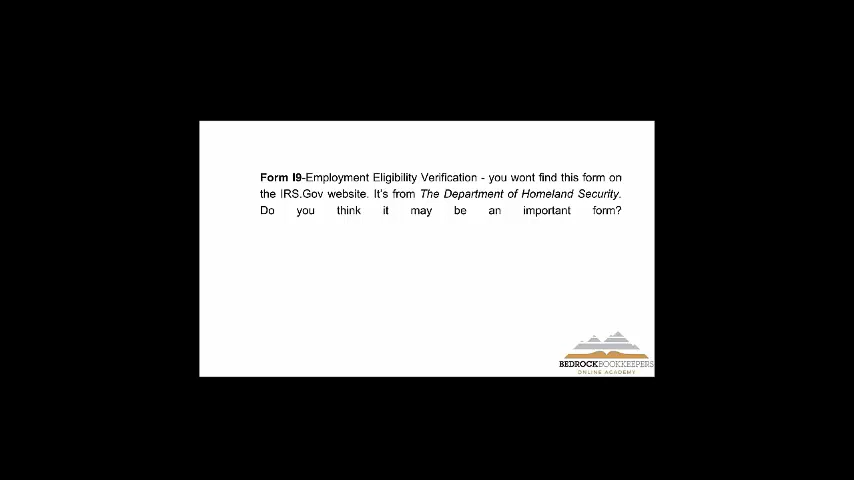 Form I9-Employment Eligibility Verification - you wont find this form on
the IRS.Gov website. It's from The Department of Homeland Security.
Do you think it may be an important form?
BEDROCKBOOKKEEPERS
ONLINE ACADEMY